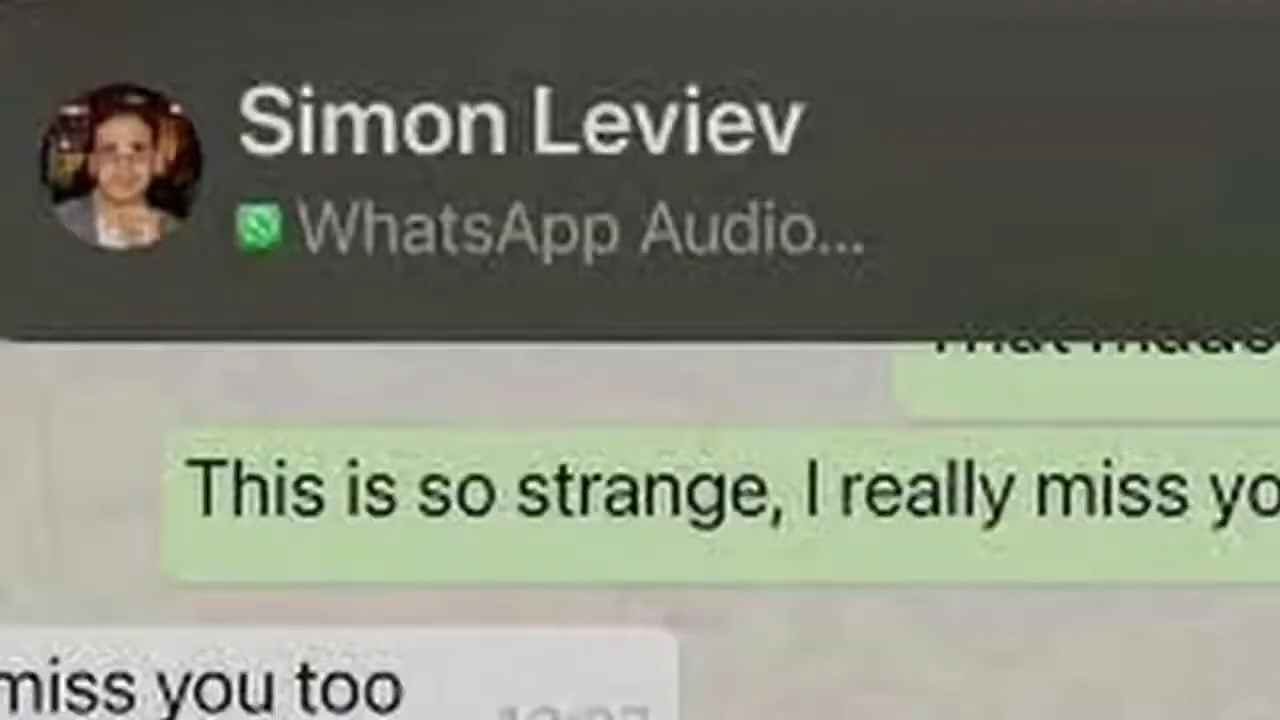 Simon Leviev
WhatsApp Audio...
This is so strange, I really miss yo
miss you too